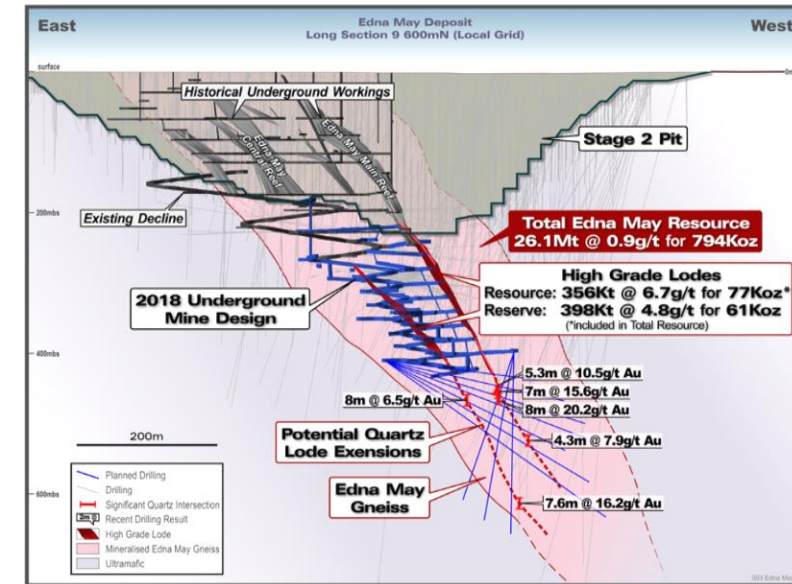 East
Edna May Deposit
Long Section 9 600mN (Local Grid)
West
surface
Historical Underground Workings
Edna May
Central Reef
Edna May Main Reef
Stage 2 Pit
200mbs
Existing Decline
Total Edna May Resource
26.1Mt @ 0.9g/t for 794Koz
High Grade Lodes
Resource: 356Kt @ 6.7g/t for 77Koz*
Reserve: 398Kt @ 4.8g/t for 61Koz
(*included in Total Resource)
2018 Underground
Mine Design
400mbs
5.3m @ 10.5g/t Au
7m @ 15.6g/t Au
8m @ 6.5g/t Au
8m @ 20.2g/t Au
200m
Potential Quartz
Lode Exensions
4.3m @ 7.9g/t Au
Edna May
Gneiss
7.6m @ 16.2g/t Au
600mbs
Planned Drilling
Drilling
Significant Quartz Intersection
2m @
Recent Drilling Result
High Grade Lode
Mineralised Edna May Gneiss
Ultramafic